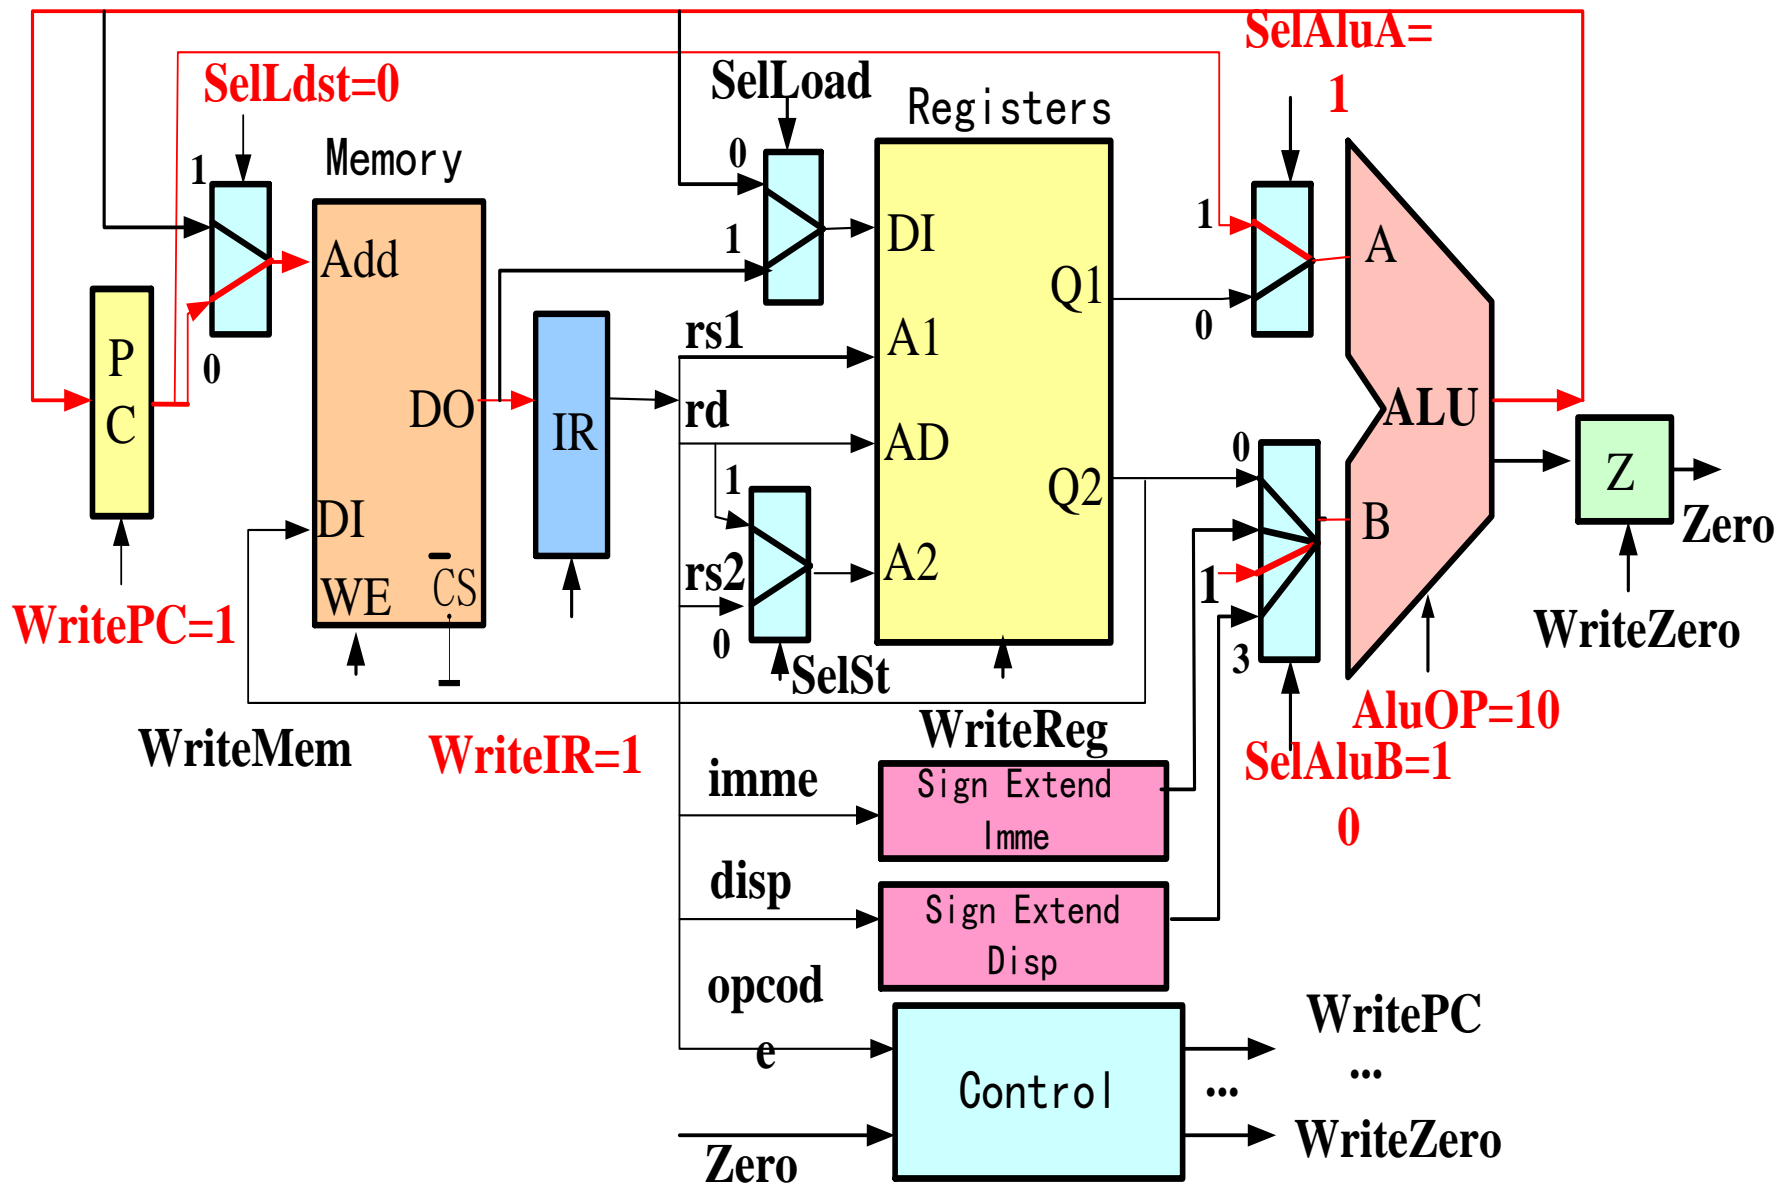 SelAluA=
1
SelLdst=0
SelLoad
Registers
Memory
0
1
1
1
0
0
Add
DI
A
Q1
P
C
rs1
A1
DO
IR
rd
AD
ALU
0
Q2
Z
Zero
1
DI
B
rs2
A2
1
WE
CS
WritePC=1
0
3
WriteZero
SelSt
AluOP=10
WriteMem
WriteIR=1
WriteReg
SelAluB=1
0
imme
Sign Extend
Imme
disp
Sign Extend
Disp
opcod
e
Control
WritePC
...
...
WriteZero
Zero